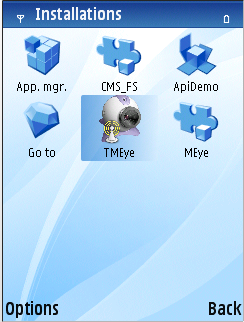 Installations
App. mgr. CMS_FS ApiDemo
Go to TMEye MEye
Options Back